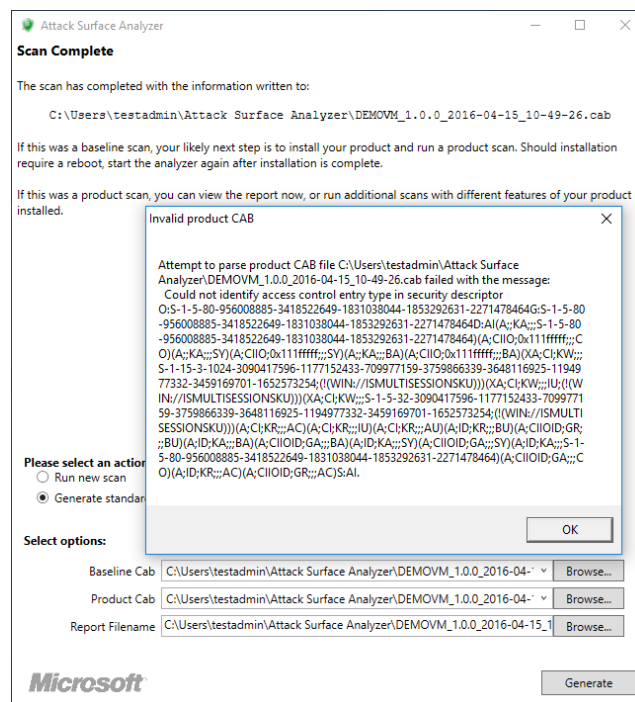 Attack Surface Analyzer
Scan Complete
The scan has completed with the information written to:
C:\Users\testadmin\Attack Surface Analyzer\DEMOVM_1.0.0_2016-04-15_10-49-26.cab
If this was a baseline scan, your likely next step is to install your product and run a product scan. Should installation
require a reboot, start the analyzer again after installation is complete.
If this was a product scan, you can view the report now, or run additional scans with different features of your product
installed.
Invalid product CAB
Attempt to parse product CAB file C:\Users\testadmin\Attack Surface
Analyzer\DEMOVM_1.0.0_2016-04-15_10-49-26.cab failed with the message:
Could not identify access control entry type in security descriptor
O:S-1-5-80-956008885-3418522649-1831038044-1853292631-2271478464G:S-1-5-80
-956008885-3418522649-1831038044-1853292631-2271478464D:AI(A;;KA;;;S-1-5-80
-956008885-3418522649-1831038044-1853292631-2271478464)(A;CIIO;0x111fffff;;;C
O)(A;;KA;;;SY)(A;CIIO;0x111fffff;;;SY)(A;;KA;;;BA)(A;CIIO;0x111fffff;;;BA)(XA;CI;KW;;;
S-1-15-3-1024-3090417596-1177152433-709977159-3759866339-3648116925-11949
77332-3459169701-1652573254;(!(WIN://ISMULTISESSIONSKU)))(XA;CI;KW;;;IU;(!(W
IN://ISMULTISESSIONSKU)))(XA;CI;KW;;;S-1-5-32-3090417596-1177152433-7099771
59-3759866339-3648116925-1194977332-3459169701-1652573254;(!(WIN://ISMULTI
SESSIONSKU)))(A;CI;KR;;;AC)(A;CI;KR;;;IU)(A;CI;KR;;;AU)(A;ID;KR;;;BU)(A;CIIOID;GR;
;;BU)(A;ID;KA;;;BA)(A;CIIOID;GA;;;BA)(A;ID;KA;;;SY)(A;CIIOID;GA;;;SY)(A;ID;KA;;;S-1-
5-80-956008885-3418522649-1831038044-1853292631-2271478464)(A;CIIOID;GA;;;C
O)(A;ID;KR;;;AC)(A;CIIOID;GR;;;AC)S:AI.
OK
Please select an action
Run new scan
Generate standar
Select options:
Baseline Cab C:\Users\testadmin\Attack Surface Analyzer\DEMOVM_1.0.0_2016-04- Browse...
Product Cab C:\Users\testadmin\Attack Surface Analyzer\DEMOVM_1.0.0_2016-04- Browse...
Report Filename C:\Users\testadmin\Attack Surface Analyzer\DEMOVM_1.0.0_2016-04-15_1 Browse...
Microsoft
Generate